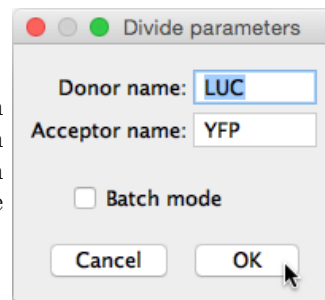 Divide parameters
Donor name: LUC
Acceptor name: YFP
Batch mode
Cancel OK